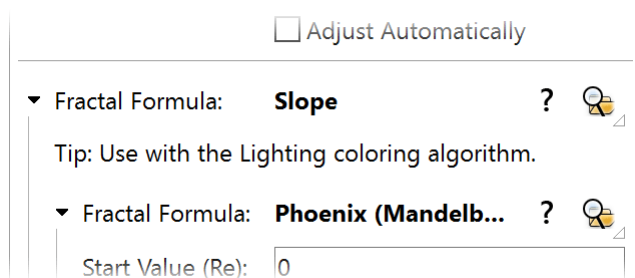 Adjust Automatically
Fractal Formula: Slope ?
Tip: Use with the Lighting coloring algorithm.
Fractal Formula: Phoenix (Mandelb... ?
Start Value (Re): 0